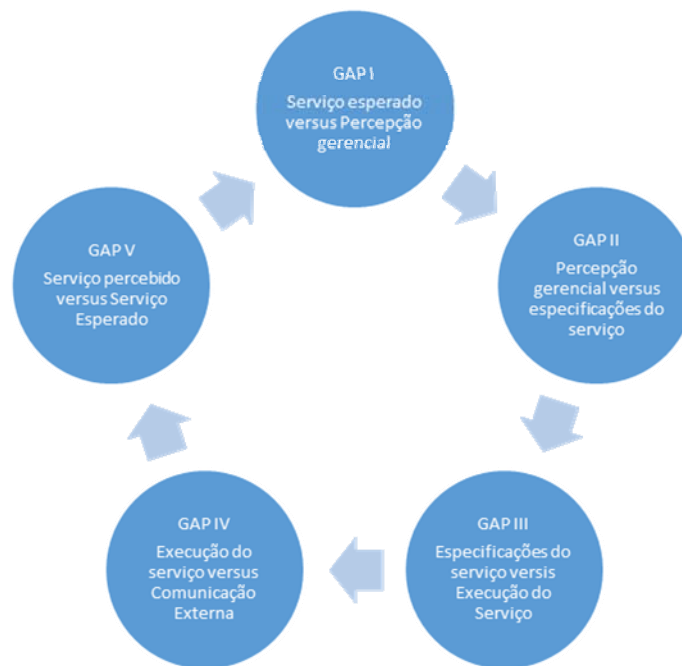 GAP I
Serviço esperado
versus Percepção
gerencial
GAP II
Percepção
gerencial versus
especificações do
serviço
GAP III
Especificações do
serviço versis
Execução do
Serviço
GAP IV
Execução do
serviço versus
Comunicação
Externa
GAP V
Serviço percebido
versus Serviço
Esperado